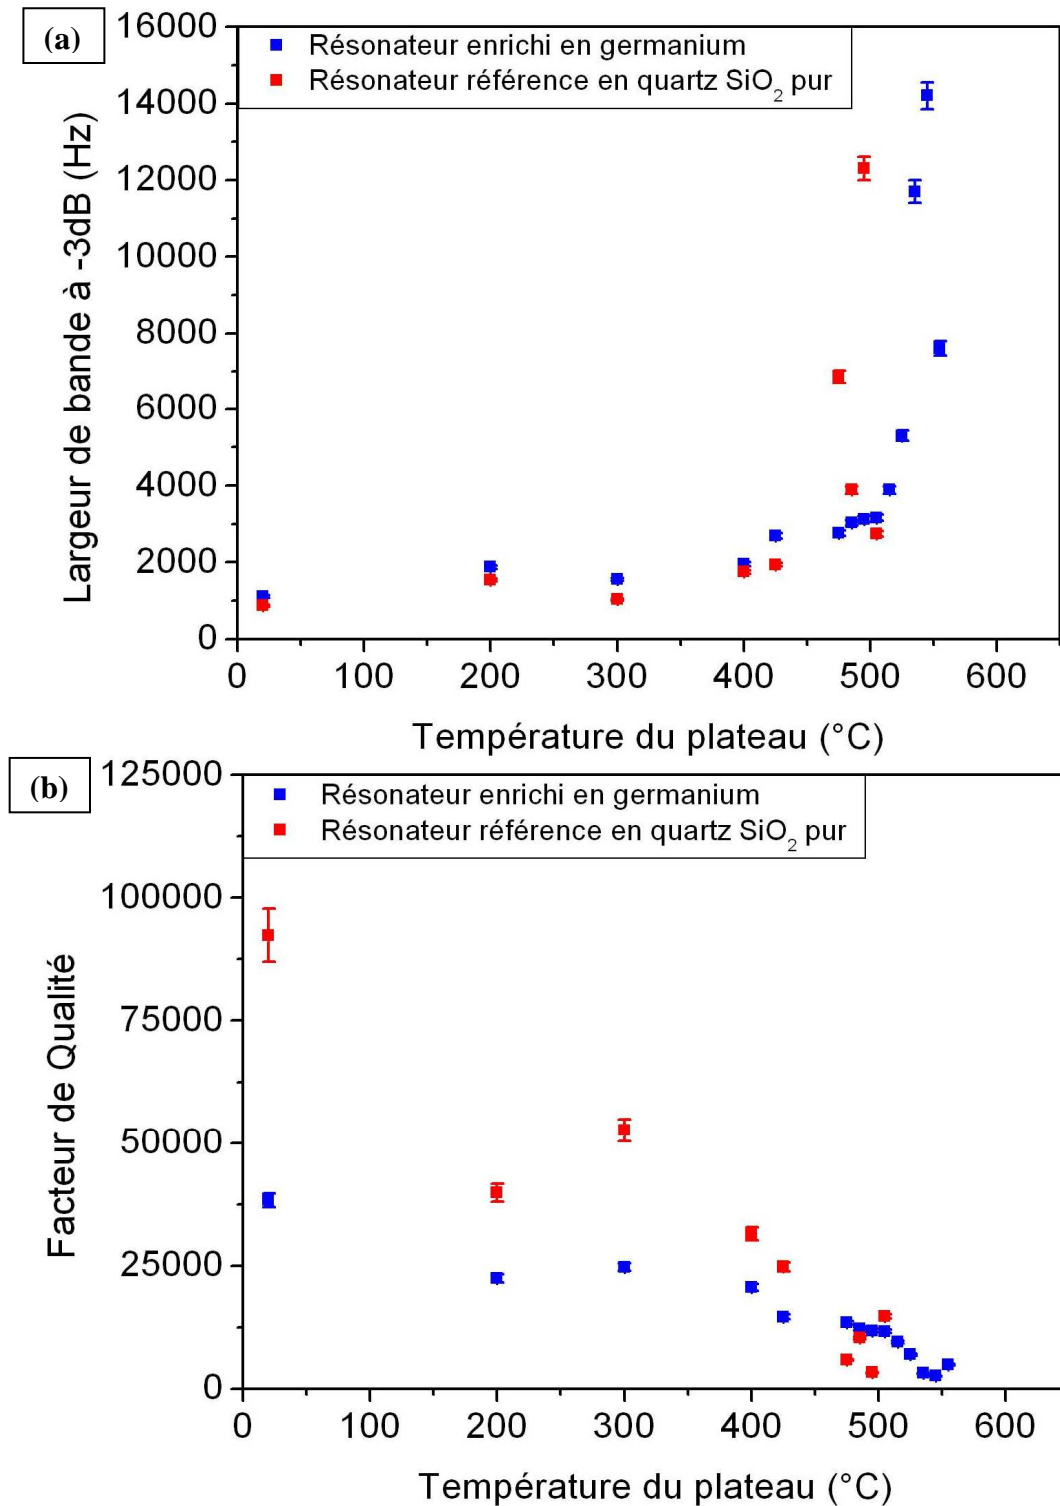 (a)
Résonateur enrichi en germanium
Résonateur référence en quartz SiO2 pur
Largeur de bande à -3dB (Hz)
16000
14000
12000
10000
8000
6000
4000
2000
0
0 100 200 300 400 500 600
Température du plateau (°C)
(b)
Résonateur enrichi en germanium
Résonateur référence en quartz SiO2 pur
Facteur de Qualité
125000
100000
75000
50000
25000
0
0 100 200 300 400 500 600
Température du plateau (°C)